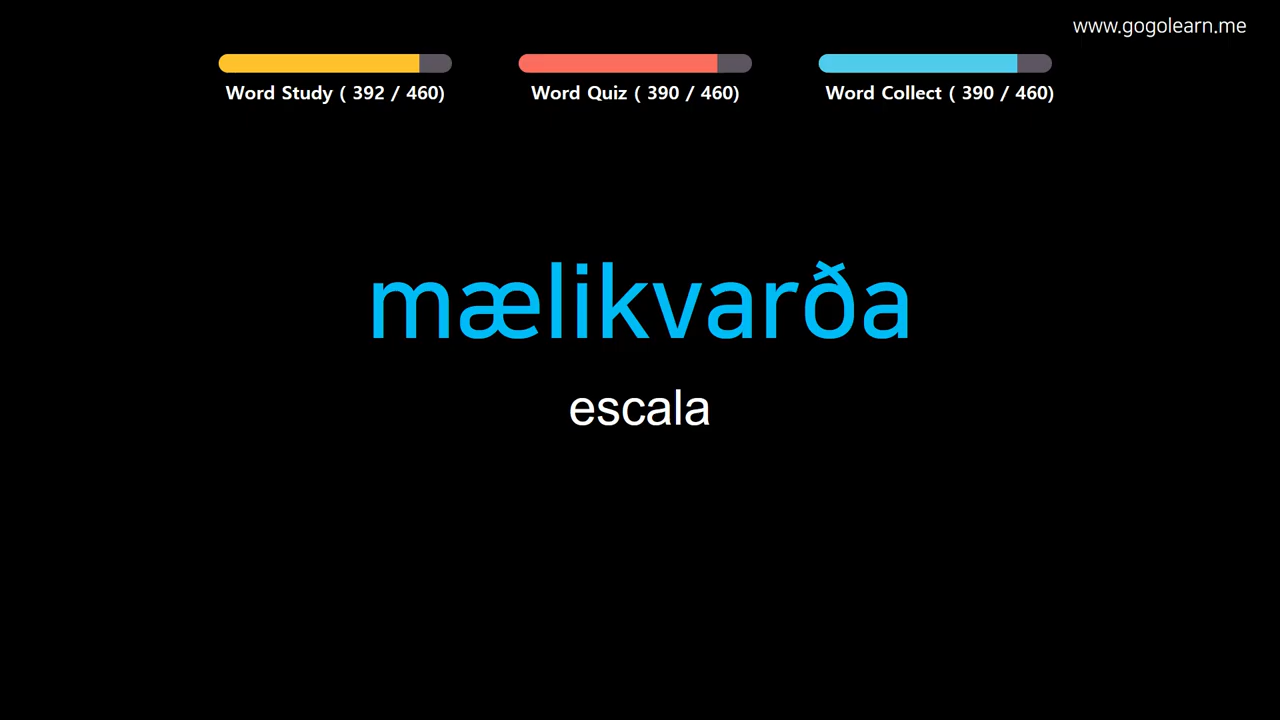 www.gogolearn.me
Word Study ( 392 / 460)
Word Quiz ( 390 / 460)
Word Collect ( 390 / 460)
mælikvarða
escala